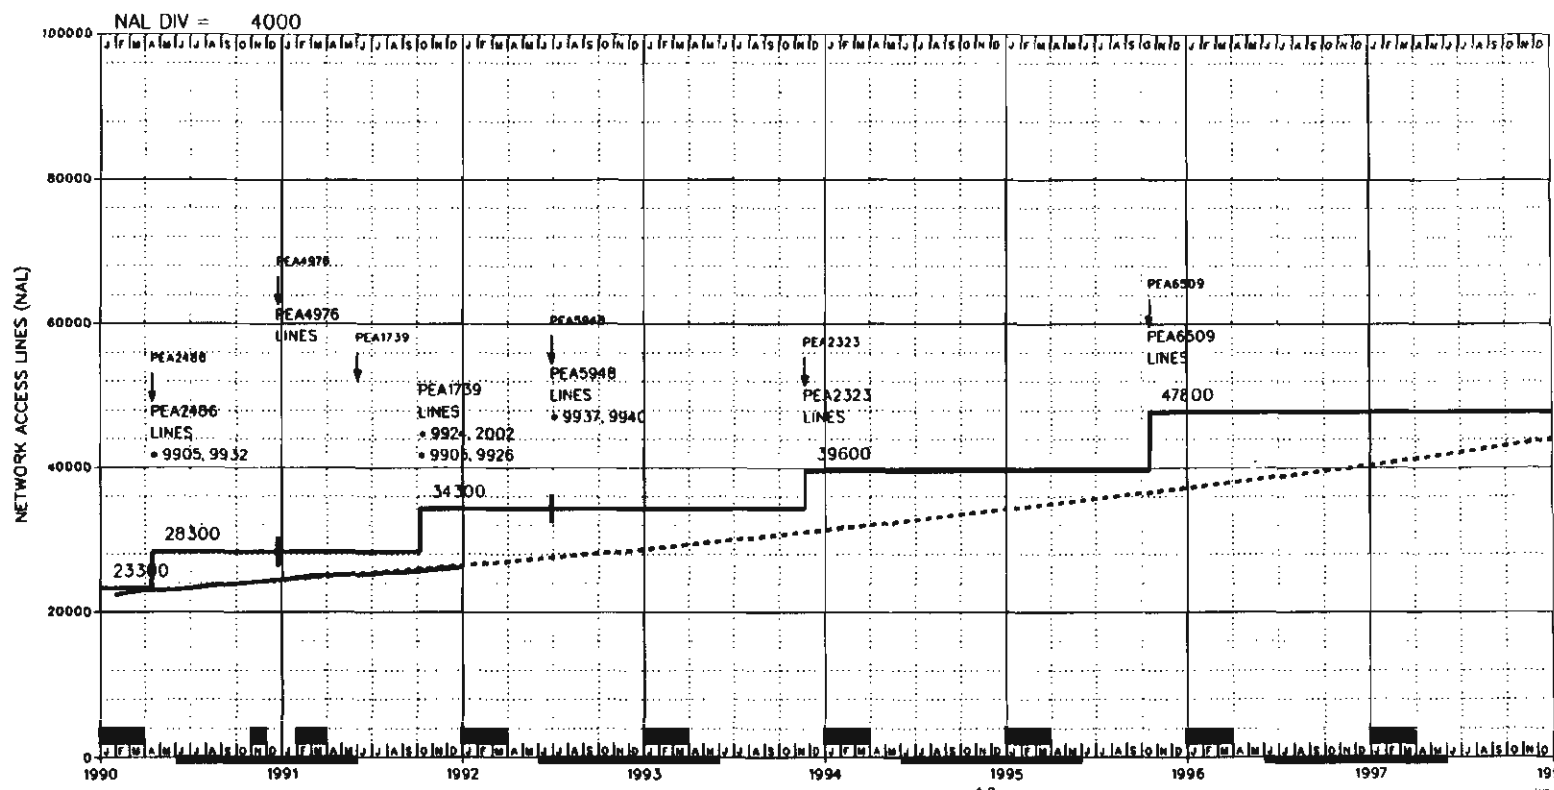 NAL DIV = 4000
100000
J F M A M J J A S O N D J F M A M J J A S O N D J F M A M J J A S O N D J F M A M J J A S O N D J F M A M J J A S O N D J F M A M J J A S O N D J F M A M J J A S O N D J F M A M J J A S O N D
80000
NETWORK ACCESS LINES (NAL)
PEA4976
PEA4976
LINES
PEA6509
PEA6509
LINES
60000
PEA2486
PEA2486
LINES
• 9905, 9932
PEA1739
PEA1739
LINES
• 9924, 2002
• 9905, 9926
PEA5948
PEA5948
LINES
• 9937, 9940
PEA2323
PEA2323
LINES
47800
39600
40000
34300
28300
23300
20000
0
J F M A M J J A S O N D J F M A M J J A S O N D J F M A M J J A S O N D J F M A M J J A S O N D J F M A M J J A S O N D J F M A M J J A S O N D J F M A M J J A S O N D J F M A M J J A S O N D
1990 1991 1992 1993 1994 1995 1996 1997